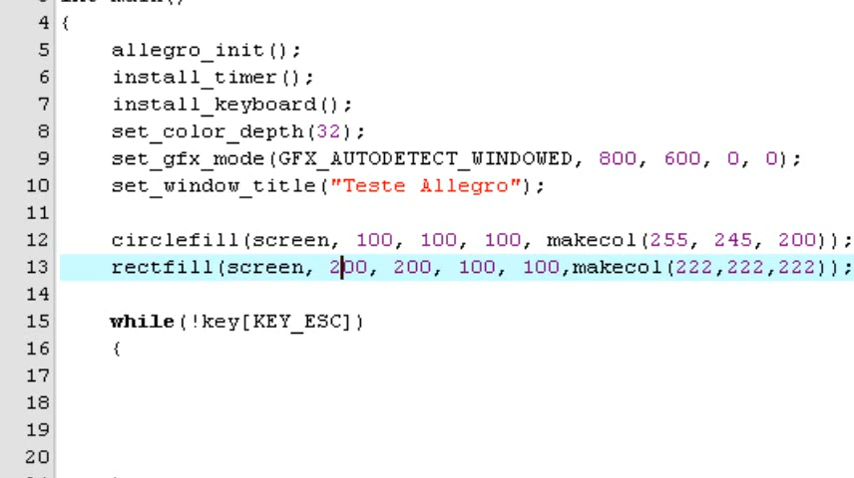 int main()
4 {
5 allegro_init();
6 install_timer();
7 install_keyboard();
8 set_color_depth(32);
9 set_gfx_mode(GFX_AUTODETECT_WINDOWED, 800, 600, 0, 0);
10 set_window_title("Teste Allegro");
11
12 circlefill(screen, 100, 100, 100, makecol(255, 245, 200));
13 rectfill(screen, 200, 200, 100, 100,makecol(222,222,222));
14
15 while(!key[KEY_ESC])
16 {
17
18
19
20